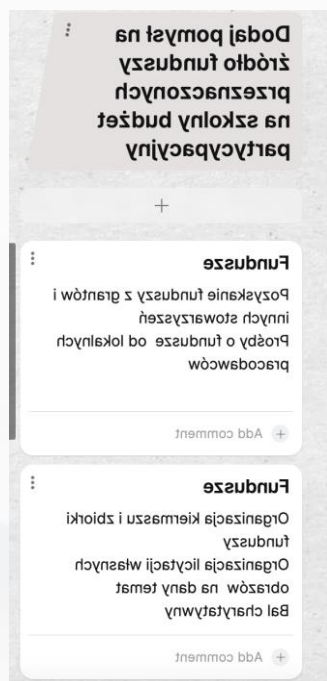 Dodaj pomysł na
źródło funduszy
przeznaczonych
na szkolny budżet
partycypacyjny
+
Fundusze
Pozyskanie funduszy z grantów i
innych stowarzyszeń
Prośby o fundusze od lokalnych
pracodawców
+ Add comment
Fundusze
Organizacja kiermaszu i zbiorki
funduszy
Organizacja licytacji własnych
obrazów na dany temat
Bal charytatywny
+ Add comment